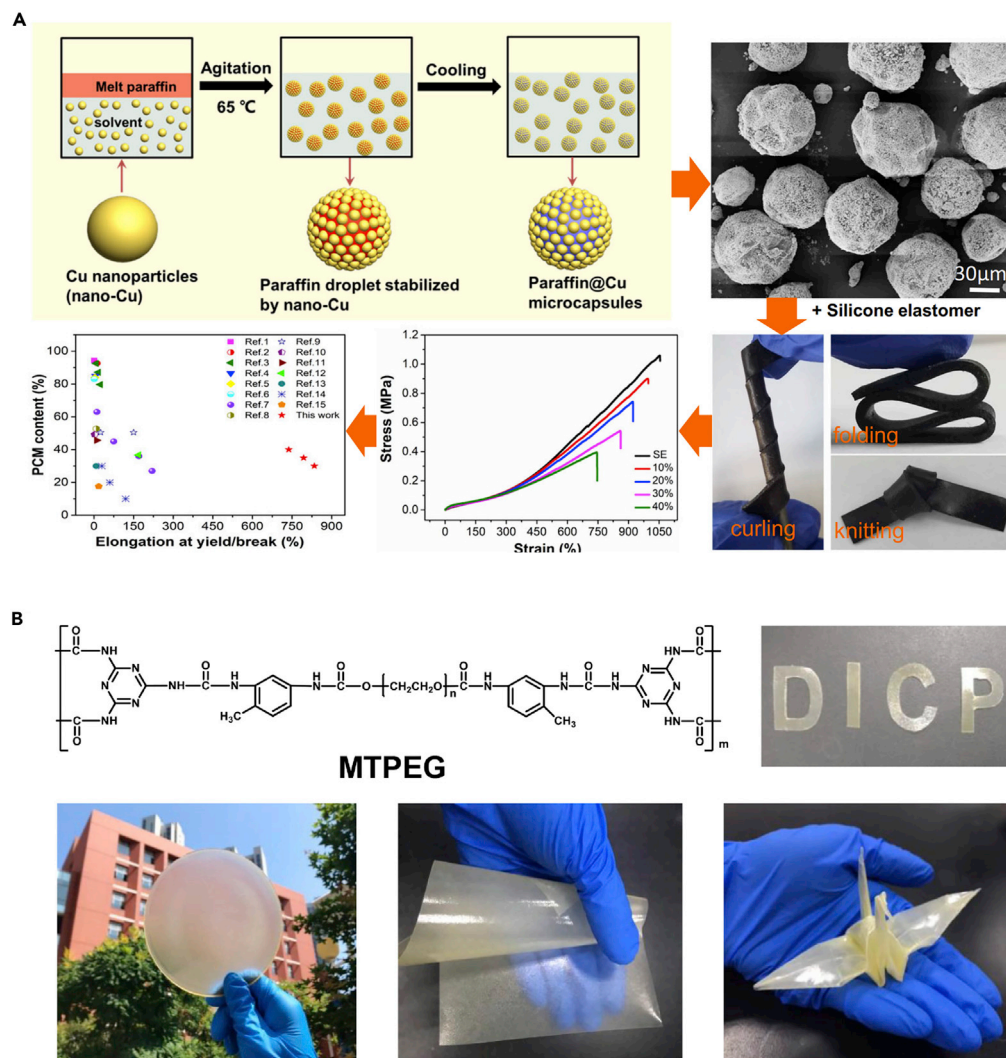 A
Melt paraffin
solvent
Agitation
65 ℃
Cooling
Cu nanoparticles
(nano-Cu)
Paraffin droplet stabilized
by nano-Cu
Paraffin@Cu
microcapsules
30μm
+ Silicone elastomer
PCM content (%)
100
80
60
40
20
0
0 150 300 450 600 750 900
Elongation at yield/break (%)
Ref.1
Ref.2
Ref.3
Ref.4
Ref.5
Ref.6
Ref.7
Ref.8
Ref.9
Ref.10
Ref.11
Ref.12
Ref.13
Ref.14
Ref.15
This work
Stress (MPa)
1.2
1.0
0.8
0.6
0.4
0.2
0.0
0 150 300 450 600 750 900 1050
Strain (%)
SE
10%
20%
30%
40%
curling
folding
knitting
B
O
C
NH
N
N
N
NH
C
O
NH
O
C
NH
H3C
NH
O
C
O
CH2CH2O
n
O
C
NH
CH3
NH
O
C
NH
N
N
N
NH
O
C
NH
C
O
m
MTPEG
DICP